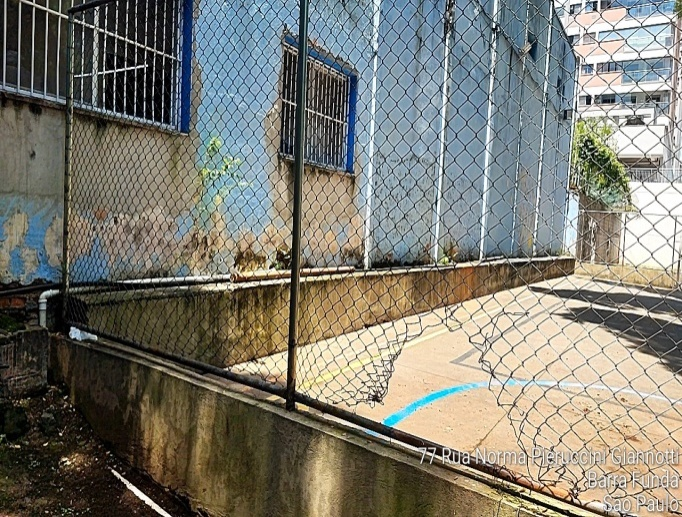 77 Rua Norma Pieruccini Giannotti
Barra Funda
São Paulo